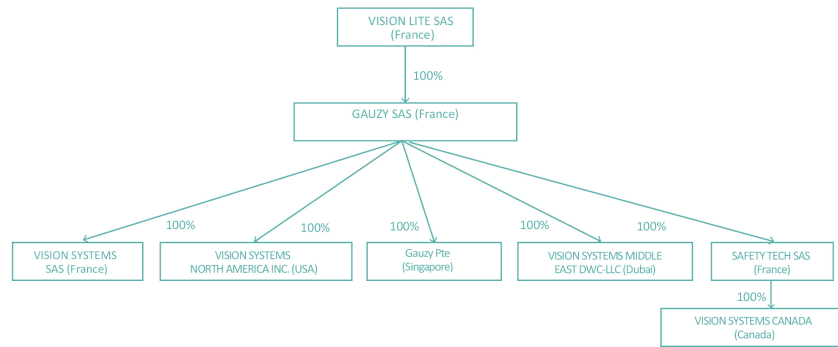 VISION LITE SAS
(France)
100%
GAUZY SAS (France)
100%
100%
100%
100%
100%
VISION SYSTEMS
SAS (France)
VISION SYSTEMS
NORTH AMERICA INC. (USA)
Gauzy Pte
(Singapore)
VISION SYSTEMS MIDDLE
EAST DWC-LLC (Dubai)
SAFETY TECH SAS
(France)
100%
VISION SYSTEMS CANADA
(Canada)